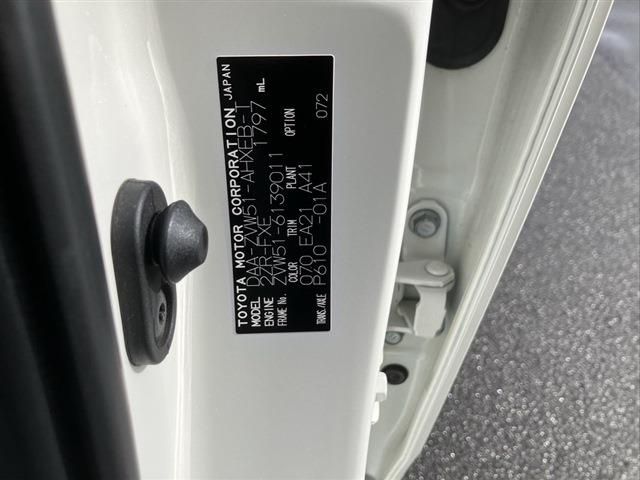 TOYOTA MOTOR CORPORATION JAPAN
MODEL DAA-ZVW51-AHXEB-T
ENGINE 2ZR-FXE 1797 mL
FRAME NO. ZVW51-6139011
COLOR TRIM PLANT OPTION
070 EA21 A41 072
TRANS./AXLE P610 -01A